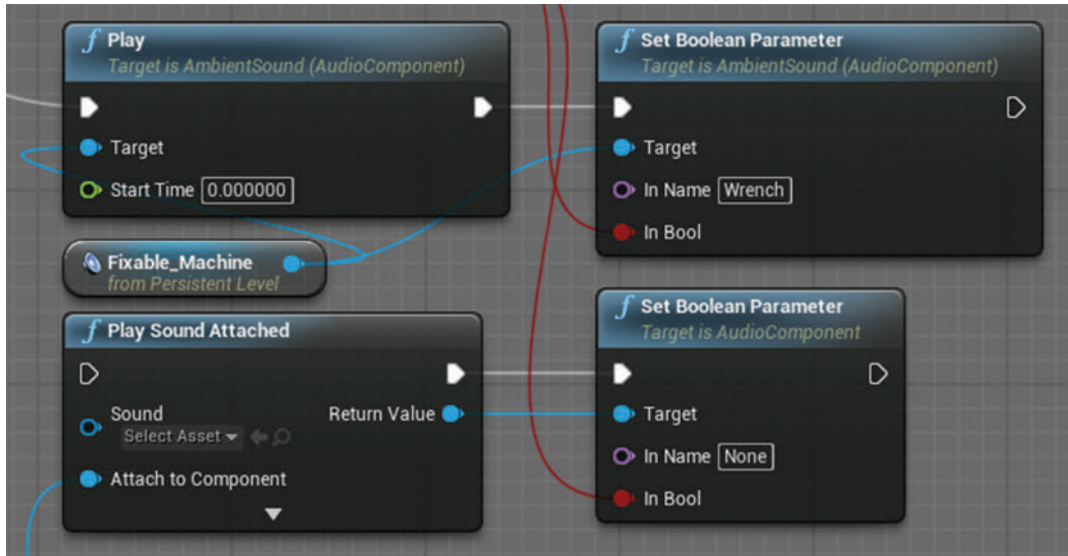 f Play
Target is AmbientSound (AudioComponent)
Target
Start Time 0.000000
Fixable_Machine
from Persistent Level
f Play Sound Attached
Sound
Select Asset
Return Value
Attach to Component
f Set Boolean Parameter
Target is AmbientSound (AudioComponent)
Target
In Name Wrench
In Bool
f Set Boolean Parameter
Target is AudioComponent
Target
In Name None
In Bool